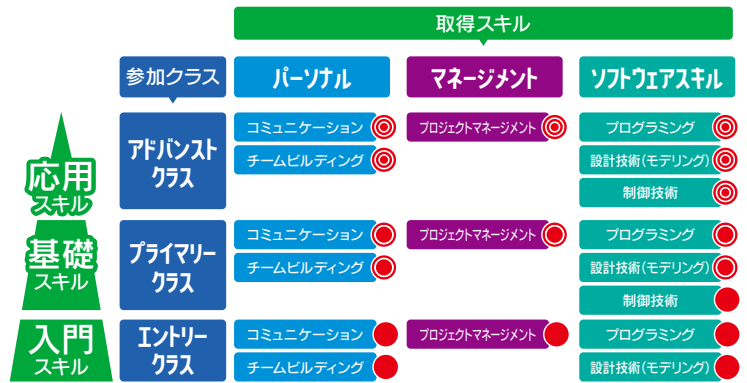 取得スキル
参加クラス
パーソナル
マネージメント
ソフトウェアスキル
応用
スキル
アドバンスト
クラス
コミュニケーション
プロジェクトマネージメント
プログラミング
チームビルディング
設計技術(モデリング)
制御技術
基礎
スキル
プライマリー
クラス
コミュニケーション
プロジェクトマネージメント
プログラミング
チームビルディング
設計技術(モデリング)
制御技術
入門
スキル
エントリー
クラス
コミュニケーション
プロジェクトマネージメント
プログラミング
チームビルディング
設計技術(モデリング)